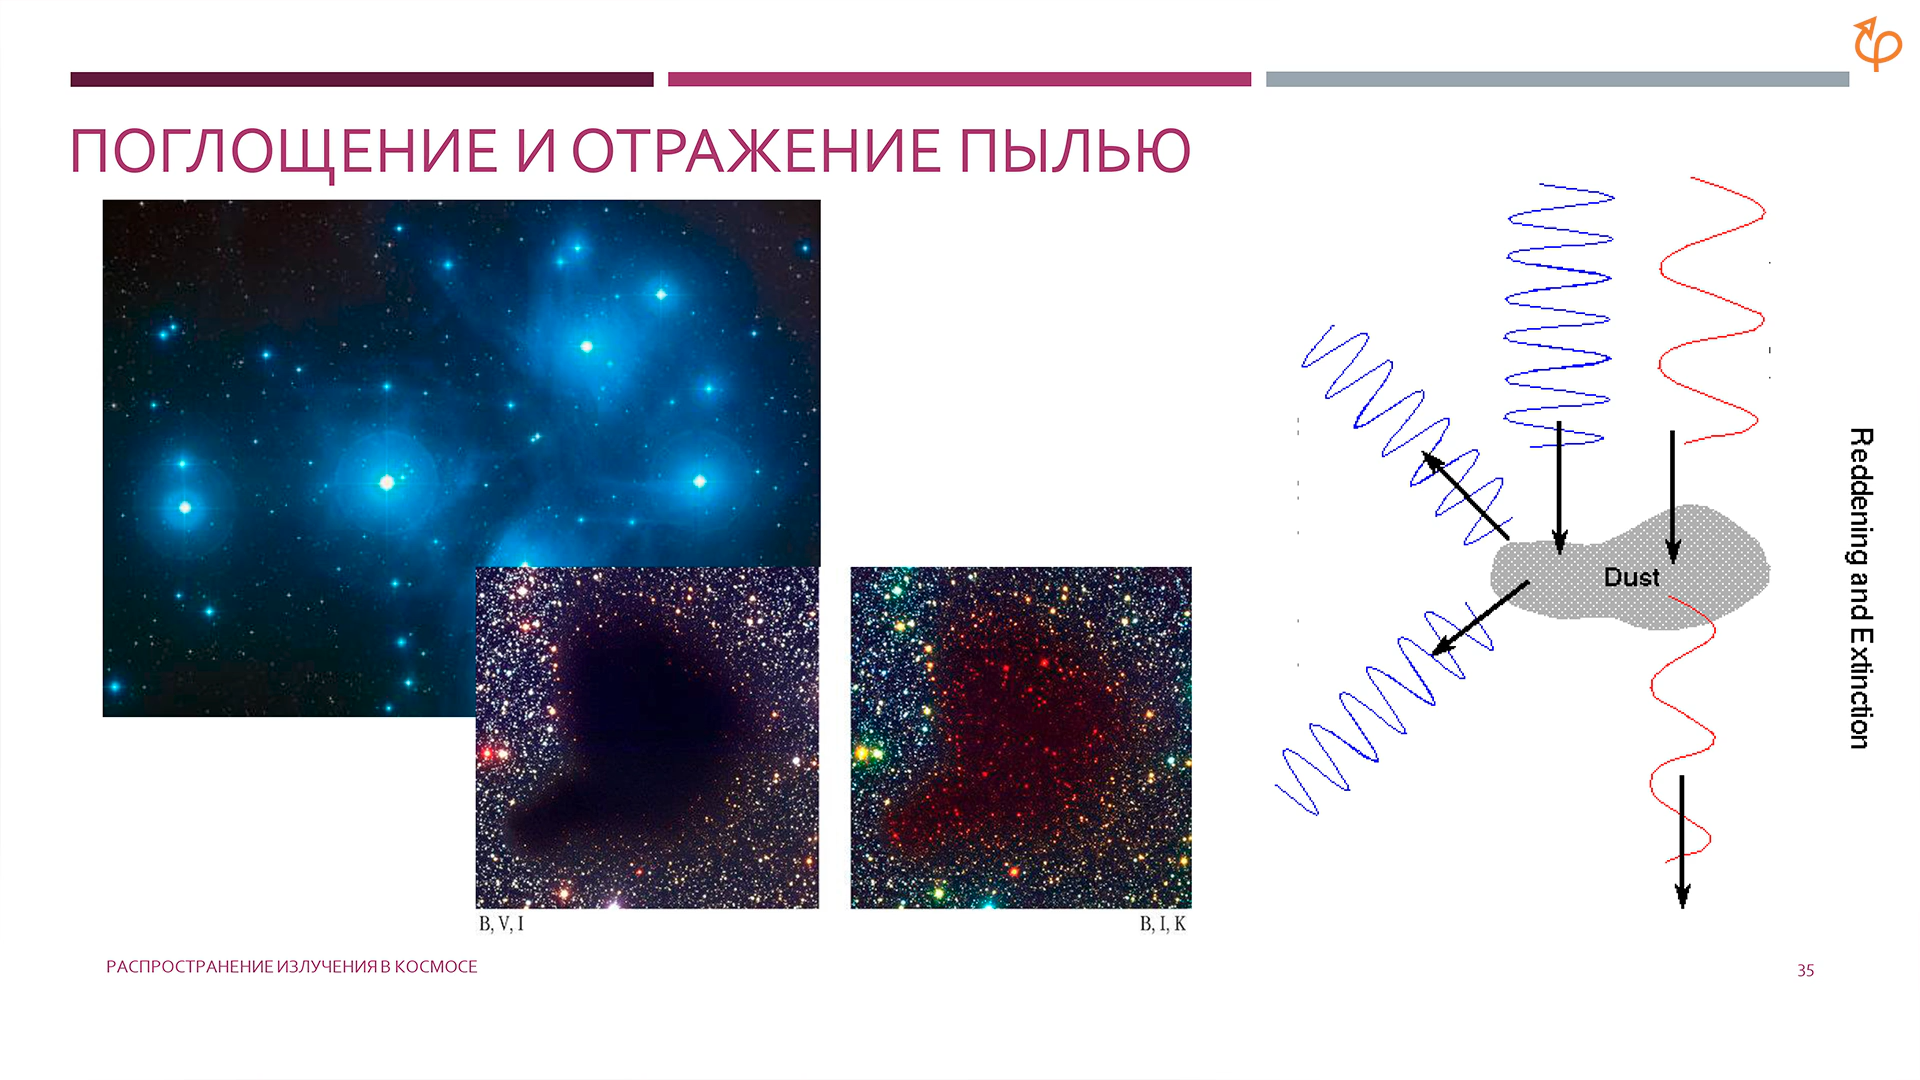 ПОГЛОЩЕНИЕ И ОТРАЖЕНИЕ ПЫЛЬЮ
Dust
Reddening and Extinction
B, V, I
B, I, K
РАСПРОСТРАНЕНИЕ ИЗЛУЧЕНИЯ В КОСМОСЕ
35